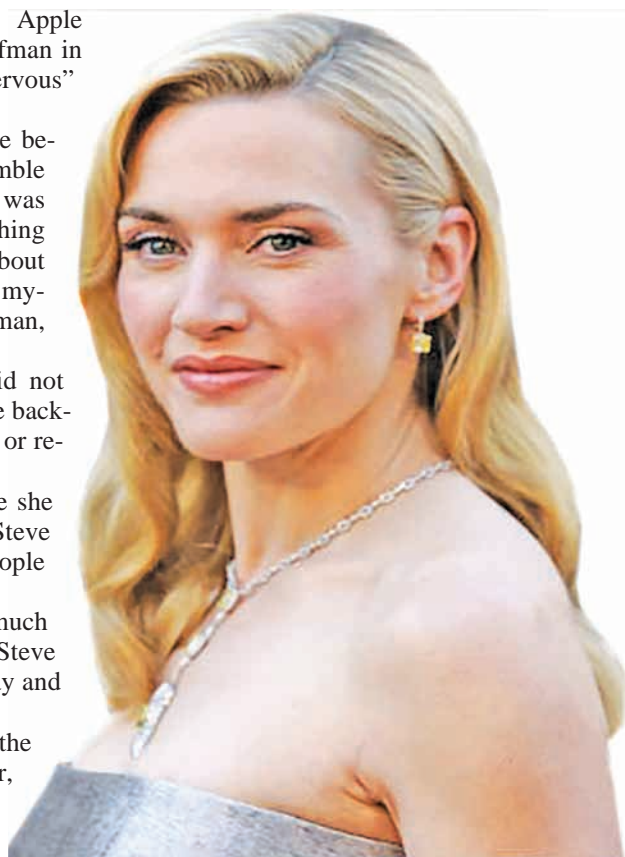 Apple
fman in
ervous”
e be-
mble
was
thing
bout
my-
man,
id not
e back-
or re-
e she
Steve
ople
much
Steve
y and
the
r,